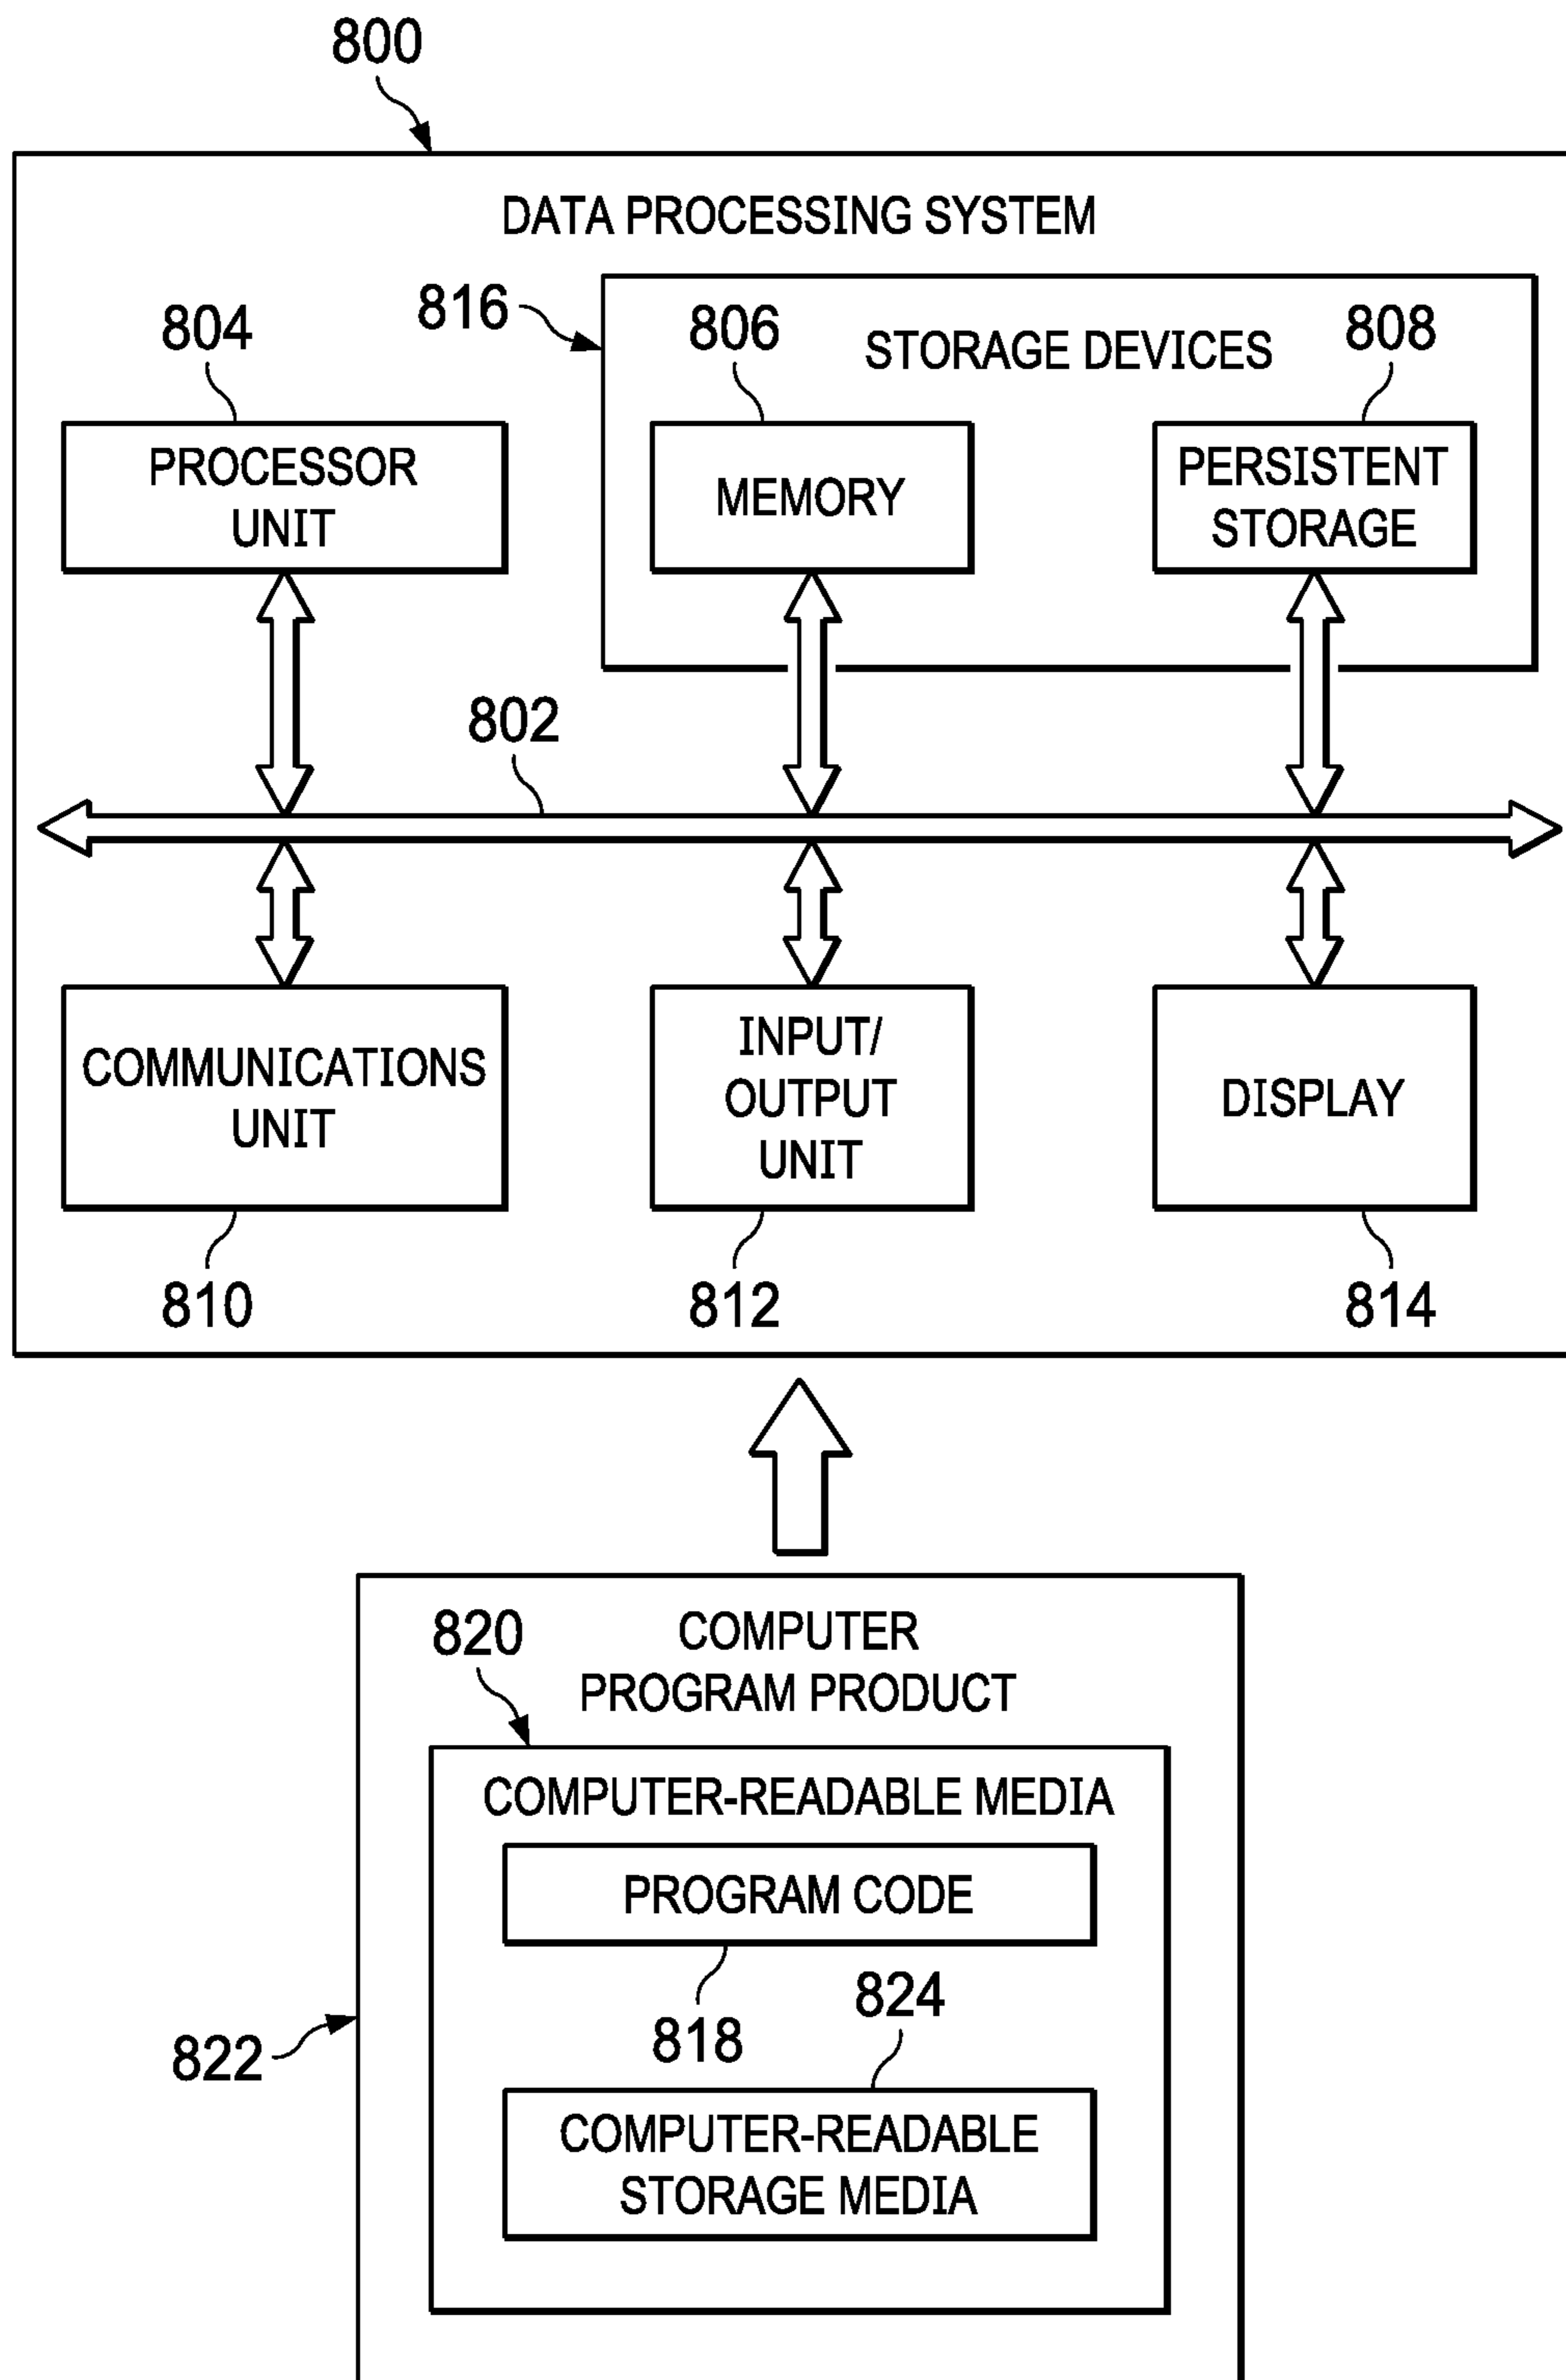 800
DATA PROCESSING SYSTEM
816
804
806
STORAGE DEVICES
808
PROCESSOR
UNIT
MEMORY
PERSISTENT
STORAGE
802
COMMUNICATIONS
UNIT
INPUT/
OUTPUT
UNIT
DISPLAY
810
812
814
820
COMPUTER
PROGRAM PRODUCT
COMPUTER-READABLE MEDIA
PROGRAM CODE
818
824
822
COMPUTER-READABLE
STORAGE MEDIA